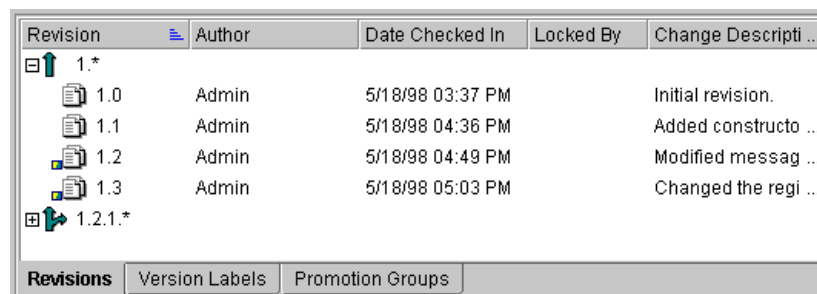 Revision Author Date Checked In Locked By Change Descripti ...
1.*
1.0 Admin 5/18/98 03:37 PM Initial revision.
1.1 Admin 5/18/98 04:36 PM Added constructo ...
1.2 Admin 5/18/98 04:49 PM Modified messag ...
1.3 Admin 5/18/98 05:03 PM Changed the regi ...
1.2.1.*
Revisions Version Labels Promotion Groups